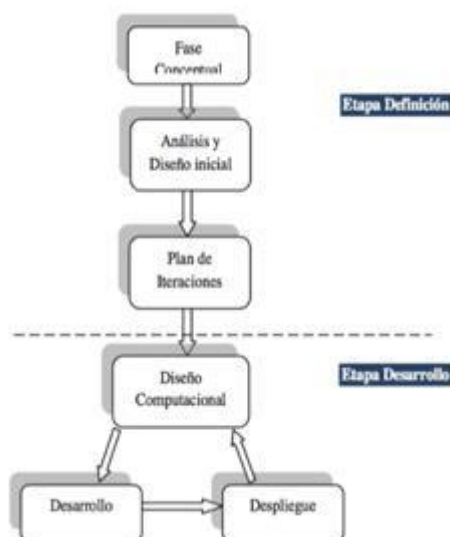 Fase
Conceptual
Etapa Definición
Análisis y
Diseño inicial
Plan de
Iteraciones
Diseño
Computacional
Etapa Desarrollo
Desarrollo
Despliegue